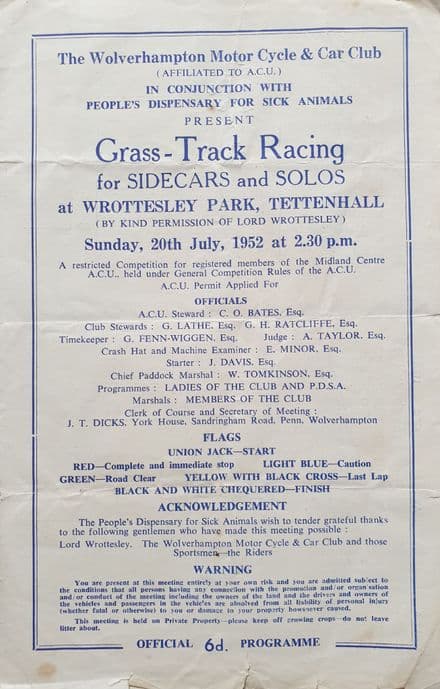 The Wolverhampton Motor Cycle & Car Club
(AFFILIATED TO A.C.U.)
IN CONJUNCTION WITH
PEOPLE'S DISPENSARY FOR SICK ANIMALS
PRESENT
Grass-Track Racing
for SIDECARS and SOLOS
at WROTTESLEY PARK, TETTENHALL
(BY KIND PERMISSION OF LORD WROTTESLEY)
Sunday, 20th July, 1952 at 2.30 p.m.
A restricted Competition for registered members of the Midland Centre
A.C.U., held under General Competition Rules of the A.C.U.
A.C.U. Permit Applied For
OFFICIALS
A.C.U. Steward : C. O. BATES, Esq.
Club Stewards : G. LATHE, Esq. G. H. RATCLIFFE, Esq.
Timekeeper : G. FENN-WIGGEN, Esq. Judge : A. TAYLOR, Esq.
Crash Hat and Machine Examiner : E. MINOR, Esq.
Starter : J. DAVIS, Esq.
Chief Paddock Marshal : W. TOMKINSON, Esq.
Programmes : LADIES OF THE CLUB AND P.D.S.A.
Marshals : MEMBERS OF THE CLUB
Clerk of Course and Secretary of Meeting :
J. T. DICKS, York House, Sandringham Road, Penn, Wolverhampton
FLAGS
UNION JACK—START
RED—Complete and immediate stop LIGHT BLUE—Caution
GREEN—Road Clear YELLOW WITH BLACK CROSS—Last Lap
BLACK AND WHITE CHEQUERED—FINISH
ACKNOWLEDGEMENT
The People's Dispensary for Sick Animals wish to tender grateful thanks
to the following gentlemen who have made this meeting possible :
Lord Wrottesley. The Wolverhampton Motor Cycle & Car Club and those
Sportsmen—the Riders
WARNING
You are present at this meeting entirely at your own risk and you are admitted subject to
the conditions that all persons having any connection with the promotion and/or organisation
and/or conduct of the meeting including the owners of the land and the drivers and owners of
the vehicles and passengers in the vehicles are absolved from all liability of personal injury
(whether fatal or otherwise) to you or damage to your property howsoever caused.
This meeting is held on Private Property—please keep off growing crops—do not leave
litter about.
OFFICIAL 6d. PROGRAMME